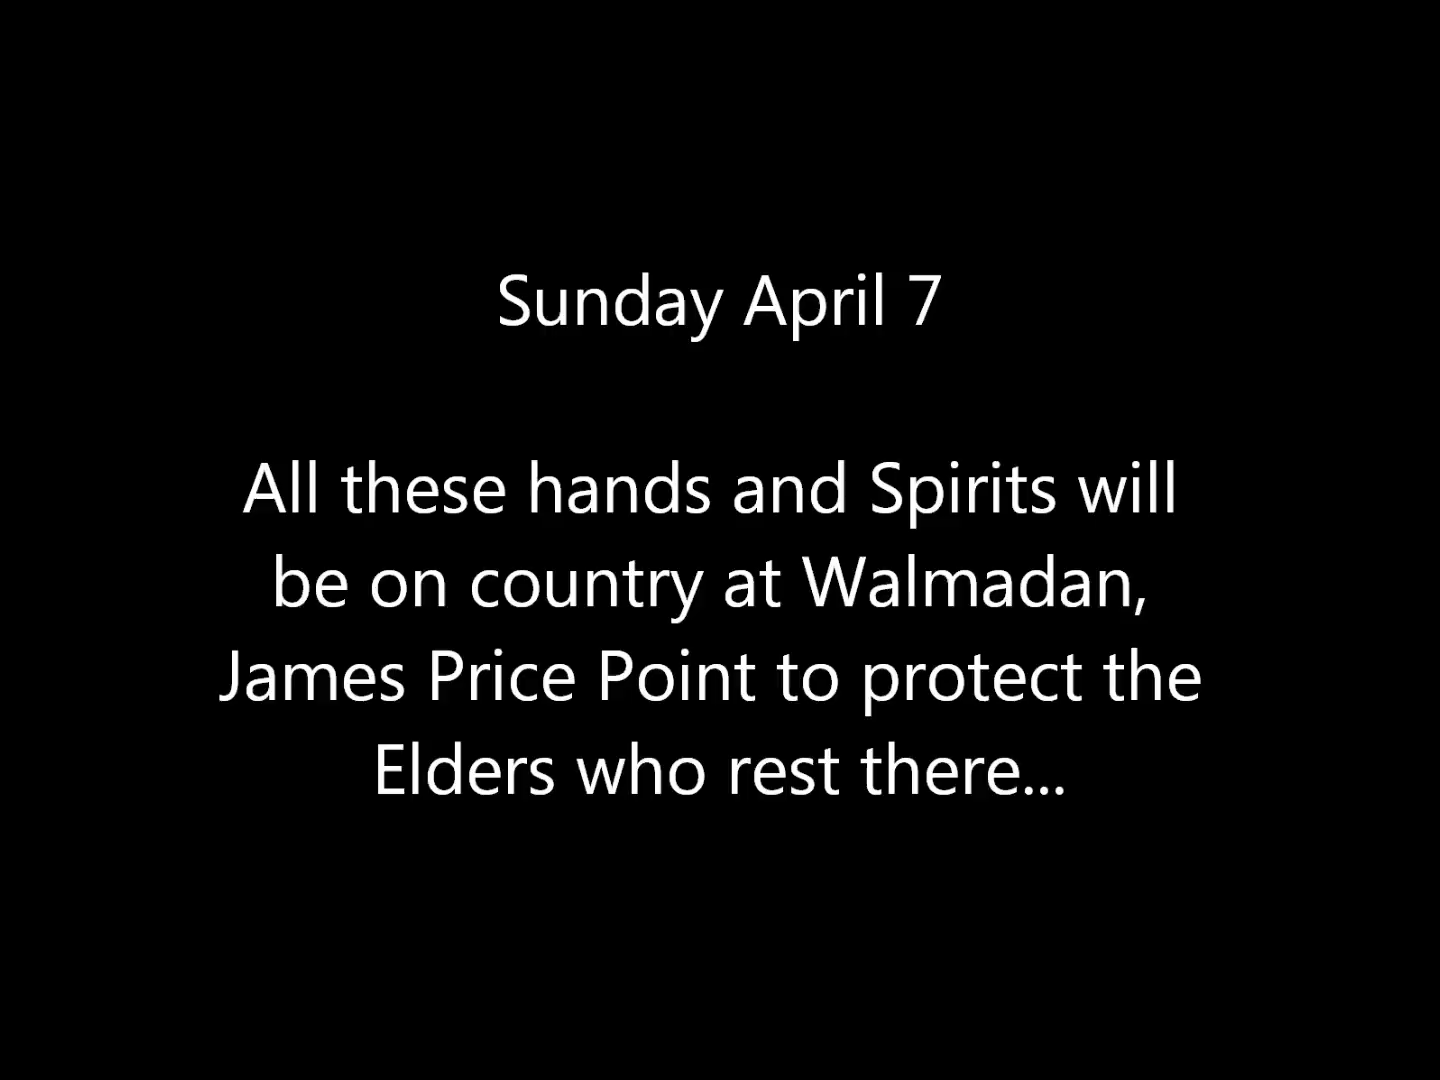 Sunday April 7
All these hands and Spirits will
be on country at Walmadan,
James Price Point to protect the
Elders who rest there...